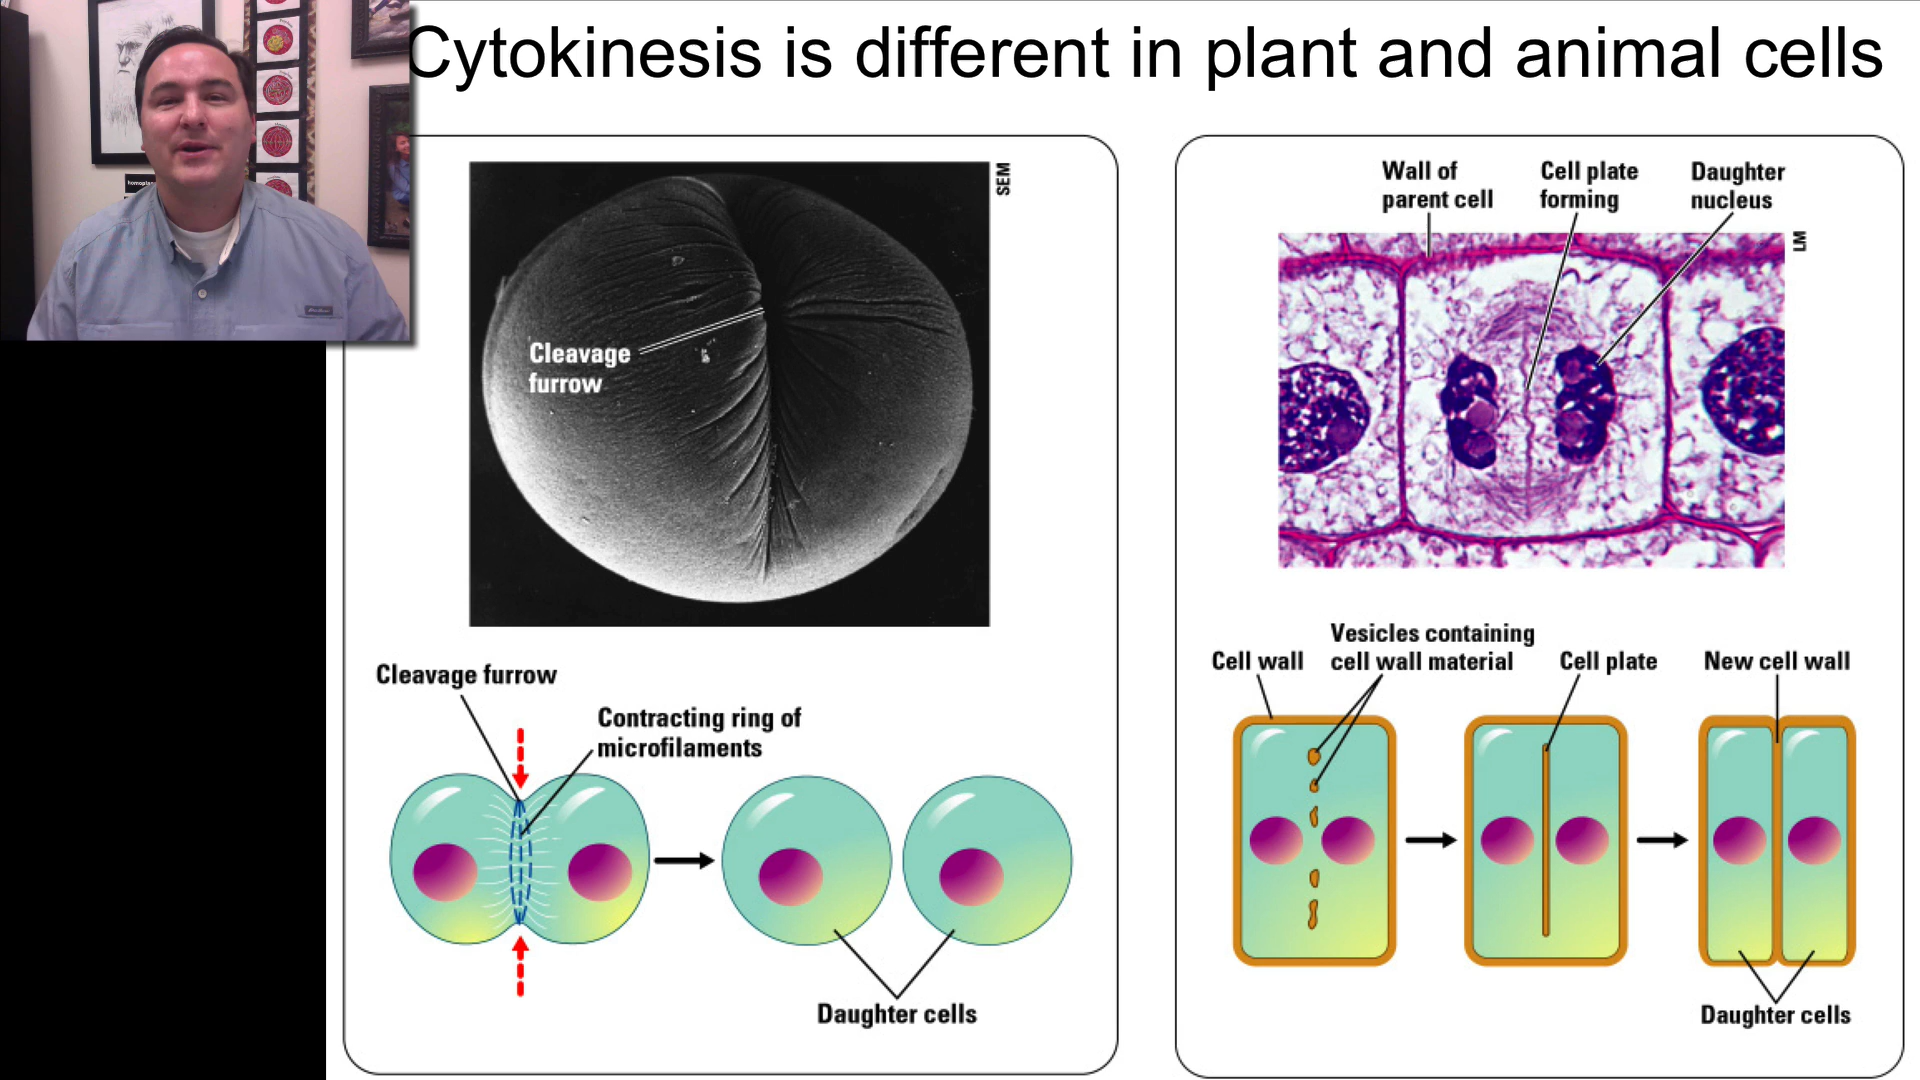 Cytokinesis is different in plant and animal cells
SEM
Cleavage
furrow
Cleavage furrow
Contracting ring of
microfilaments
Daughter cells
Wall of
parent cell
Cell plate
forming
Daughter
nucleus
LM
Cell wall
Vesicles containing
cell wall material
Cell plate
New cell wall
Daughter cells